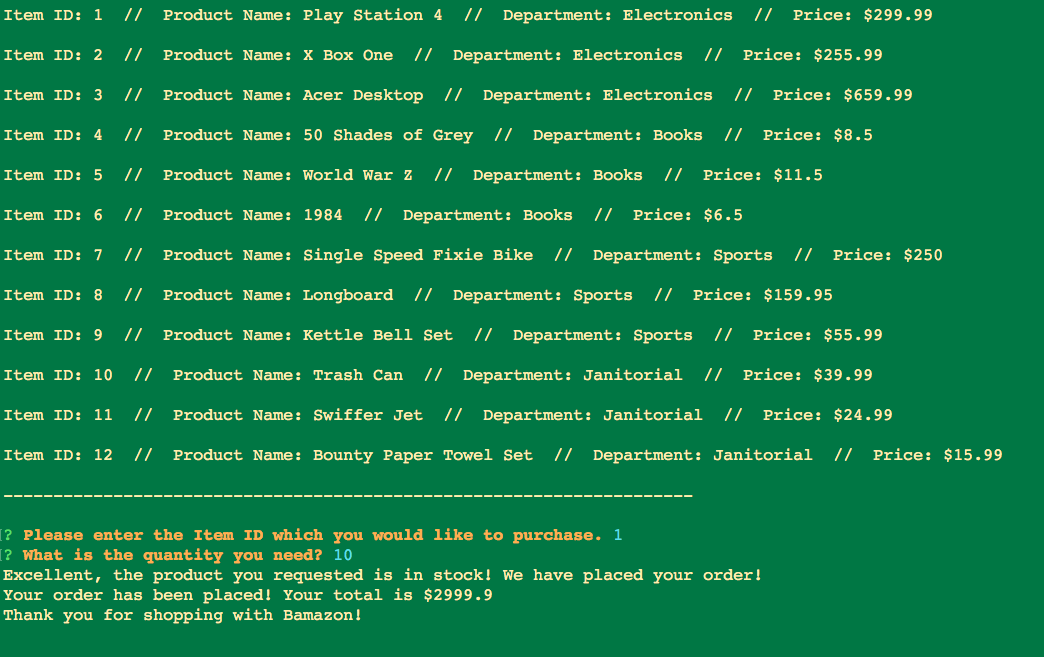 Item ID: 1  //  Product Name: Play Station 4  //  Department: Electronics  //  Price: $299.99
Item ID: 2  //  Product Name: X Box One  //  Department: Electronics  //  Price: $255.99
Item ID: 3  //  Product Name: Acer Desktop  //  Department: Electronics  //  Price: $659.99
Item ID: 4  //  Product Name: 50 Shades of Grey  //  Department: Books  //  Price: $8.5
Item ID: 5  //  Product Name: World War Z  //  Department: Books  //  Price: $11.5
Item ID: 6  //  Product Name: 1984  //  Department: Books  //  Price: $6.5
Item ID: 7  //  Product Name: Single Speed Fixie Bike  //  Department: Sports  //  Price: $250
Item ID: 8  //  Product Name: Longboard  //  Department: Sports  //  Price: $159.95
Item ID: 9  //  Product Name: Kettle Bell Set  //  Department: Sports  //  Price: $55.99
Item ID: 10  //  Product Name: Trash Can  //  Department: Janitorial  //  Price: $39.99
Item ID: 11  //  Product Name: Swiffer Jet  //  Department: Janitorial  //  Price: $24.99
Item ID: 12  //  Product Name: Bounty Paper Towel Set  //  Department: Janitorial  //  Price: $15.99
---------------------------------------------------------------------
? Please enter the Item ID which you would like to purchase. 1
? What is the quantity you need? 10
Excellent, the product you requested is in stock! We have placed your order!
Your order has been placed! Your total is $2999.9
Thank you for shopping with Bamazon!